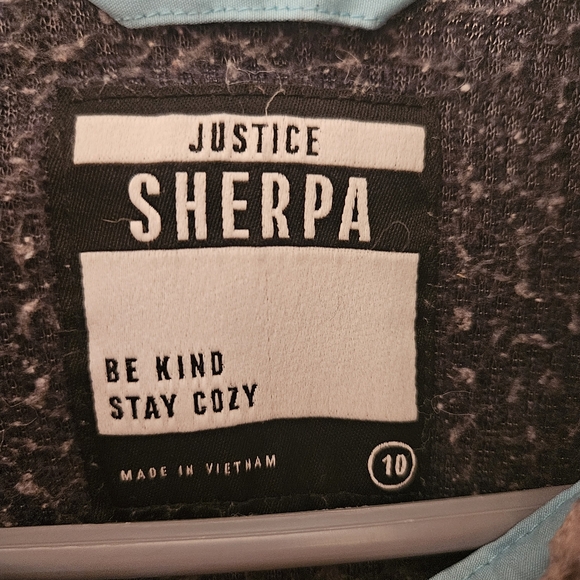 JUSTICE
SHERPA
BE KIND
STAY COZY
MADE IN VIETNAM
10